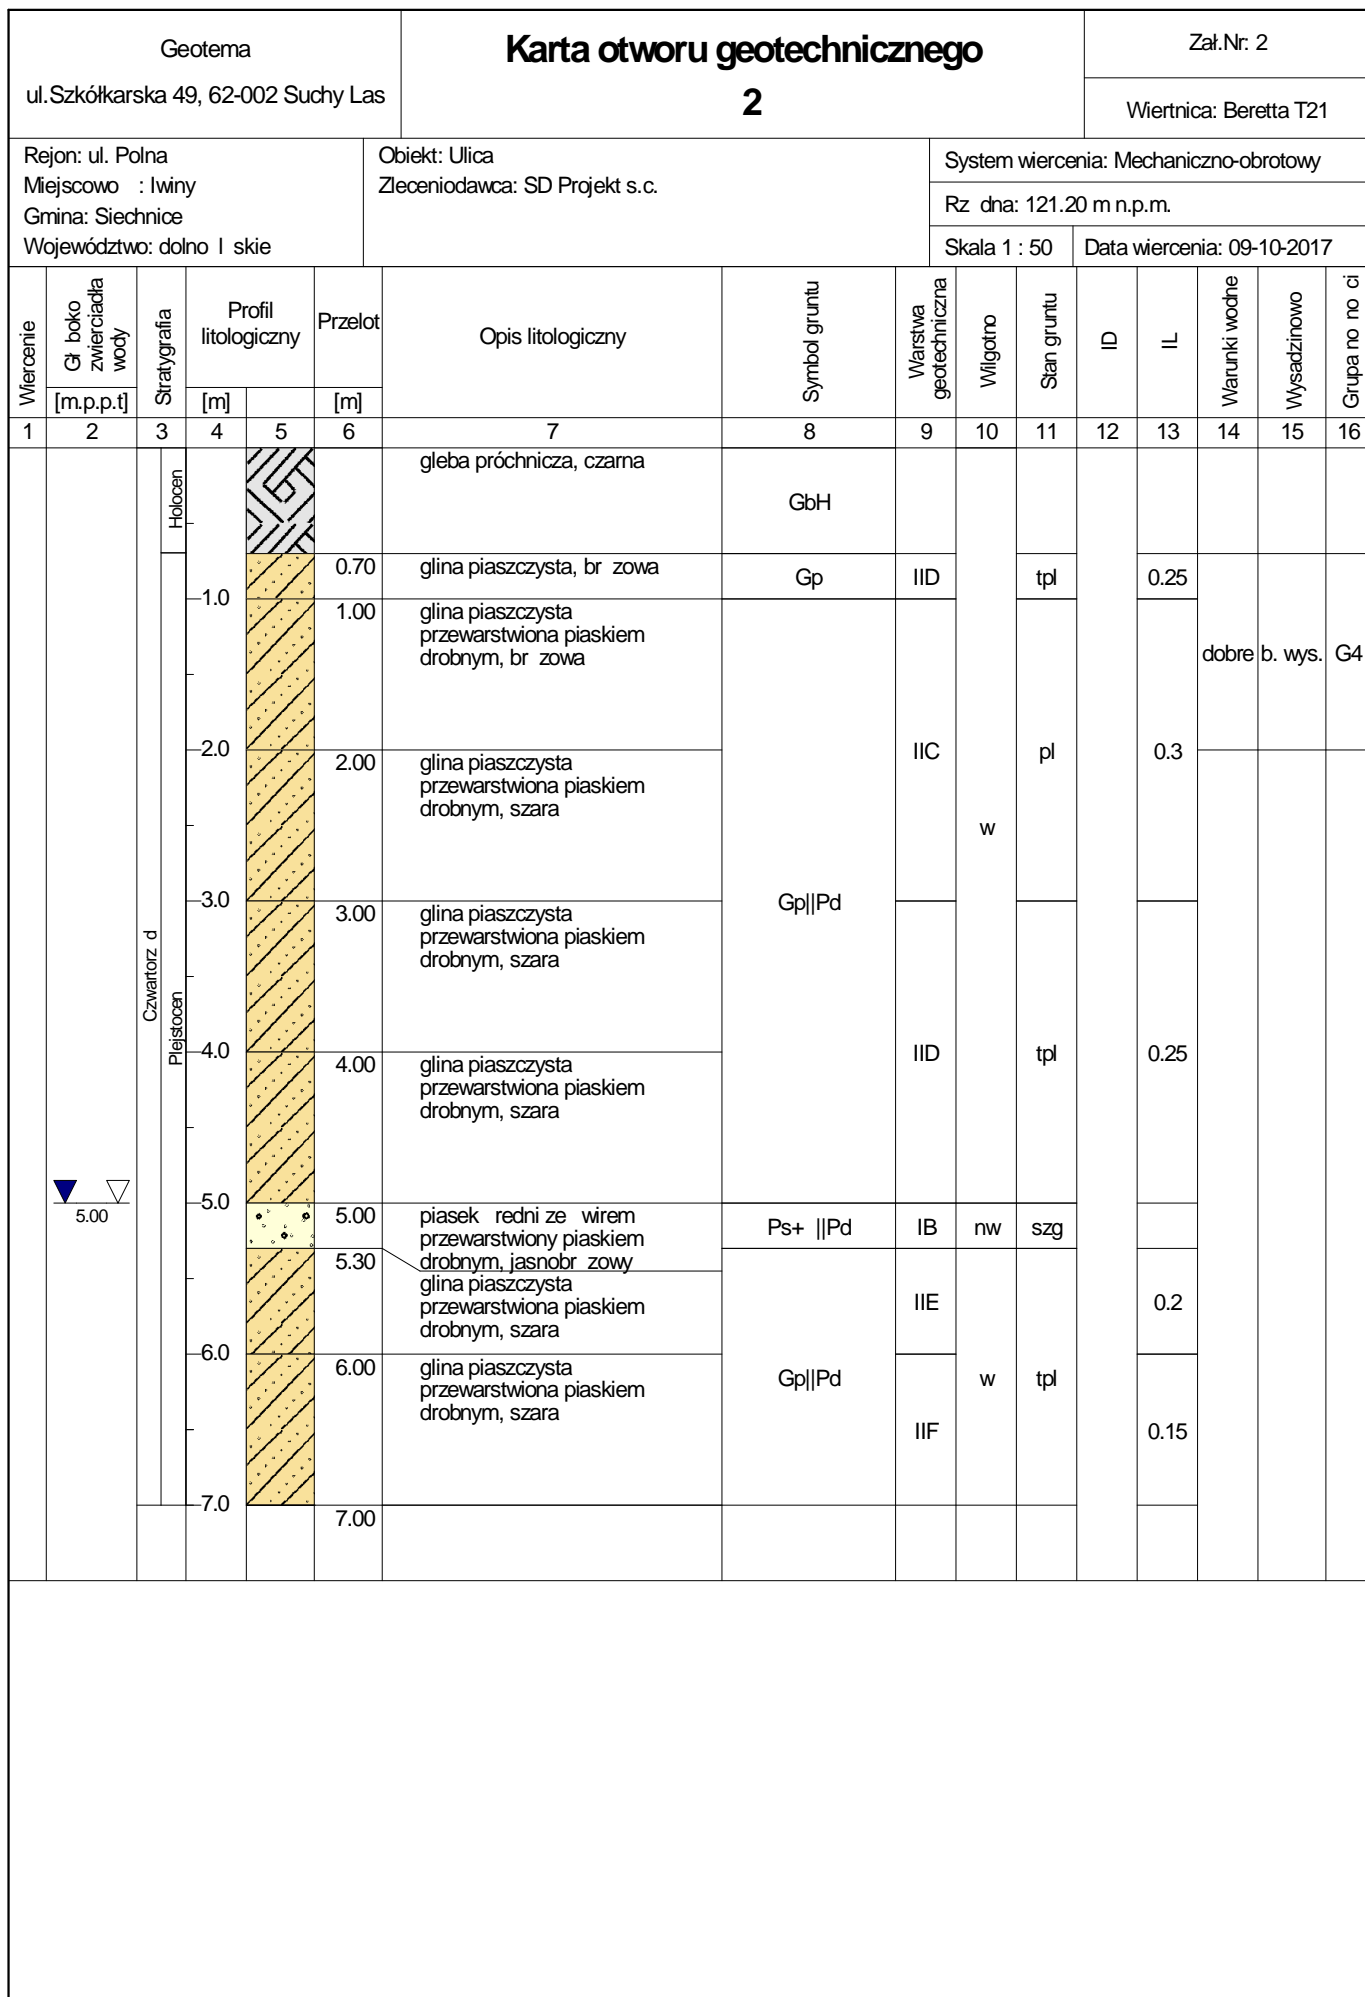 Geotema
ul.Szkółkarska 49, 62-002 Suchy Las
Karta otworu geotechnicznego
2
Zał.Nr: 2
Wiertnica: Beretta T21
Rejon: ul. Polna
Miejscowo : Iwiny
Gmina: Siechnice
Województwo: dolno l skie
Obiekt: Ulica
Zleceniodawca: SD Projekt s.c.
System wiercenia: Mechaniczno-obrotowy
Rz dna: 121.20 m n.p.m.
Skala 1 : 50
Data wiercenia: 09-10-2017
Wiercenie
Gł boko
zwierciadła
wody
[m.p.p.t]
Stratygrafia
Profil
litologiczny
[m]
Przelot
[m]
Opis litologiczny
Symbol gruntu
Warstwa
geotechniczna
Wilgotno
Stan gruntu
ID
IL
Warunki wodne
Wysadzinowo
Grupa no no ci
1 2 3 4 5 6 7 8 9 10 11 12 13 14 15 16
Holocen
gleba próchnicza, czarna
GbH
0.70
glina piaszczysta, br zowa
Gp
IID
tpl
0.25
1.0
1.00
glina piaszczysta
przewarstwiona piaskiem
drobnym, br zowa
dobre
b. wys.
G4
2.0
2.00
glina piaszczysta
przewarstwiona piaskiem
drobnym, szara
IIC
pl
0.3
w
3.0
3.00
glina piaszczysta
przewarstwiona piaskiem
drobnym, szara
Gp||Pd
Czwartorz d
Plejstocen
4.0
4.00
glina piaszczysta
przewarstwiona piaskiem
drobnym, szara
IID
tpl
0.25
5.00
5.0
5.00
piasek redni ze wirem
przewarstwiony piaskiem
drobnym, jasnobr zowy
Ps+ ||Pd
IB
nw
szg
5.30
glina piaszczysta
przewarstwiona piaskiem
drobnym, szara
IIE
0.2
6.0
6.00
glina piaszczysta
przewarstwiona piaskiem
drobnym, szara
Gp||Pd
w
tpl
IIF
0.15
7.0
7.00